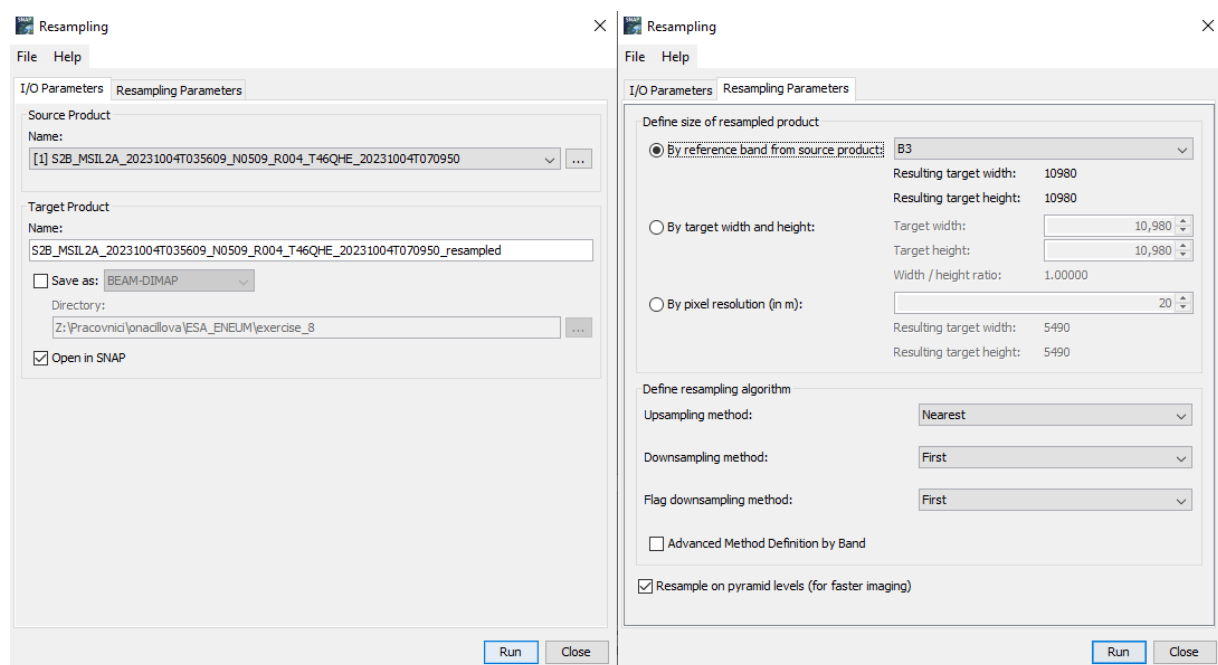 Resampling
File Help
I/O Parameters Resampling Parameters
Source Product
Name:
[1] S2B_MSIL2A_20231004T035609_N0509_R004_T46QHE_20231004T070950 ...
Target Product
Name:
S2B_MSIL2A_20231004T035609_N0509_R004_T46QHE_20231004T070950_resampled
Save as: BEAM-DIMAP
Directory:
Z:\Pracovnici\onacillova\ESA_ENEUM\exercise_8 ...
Open in SNAP
Run Close
Resampling
File Help
I/O Parameters Resampling Parameters
Define size of resampled product
By reference band from source product: B3
Resulting target width: 10980
Resulting target height: 10980
By target width and height: Target width: 10,980
Target height: 10,980
Width / height ratio: 1.00000
By pixel resolution (in m): 20
Resulting target width: 5490
Resulting target height: 5490
Define resampling algorithm
Upsampling method: Nearest
Downsampling method: First
Flag downsampling method: First
Advanced Method Definition by Band
Resample on pyramid levels (for faster imaging)
Run Close